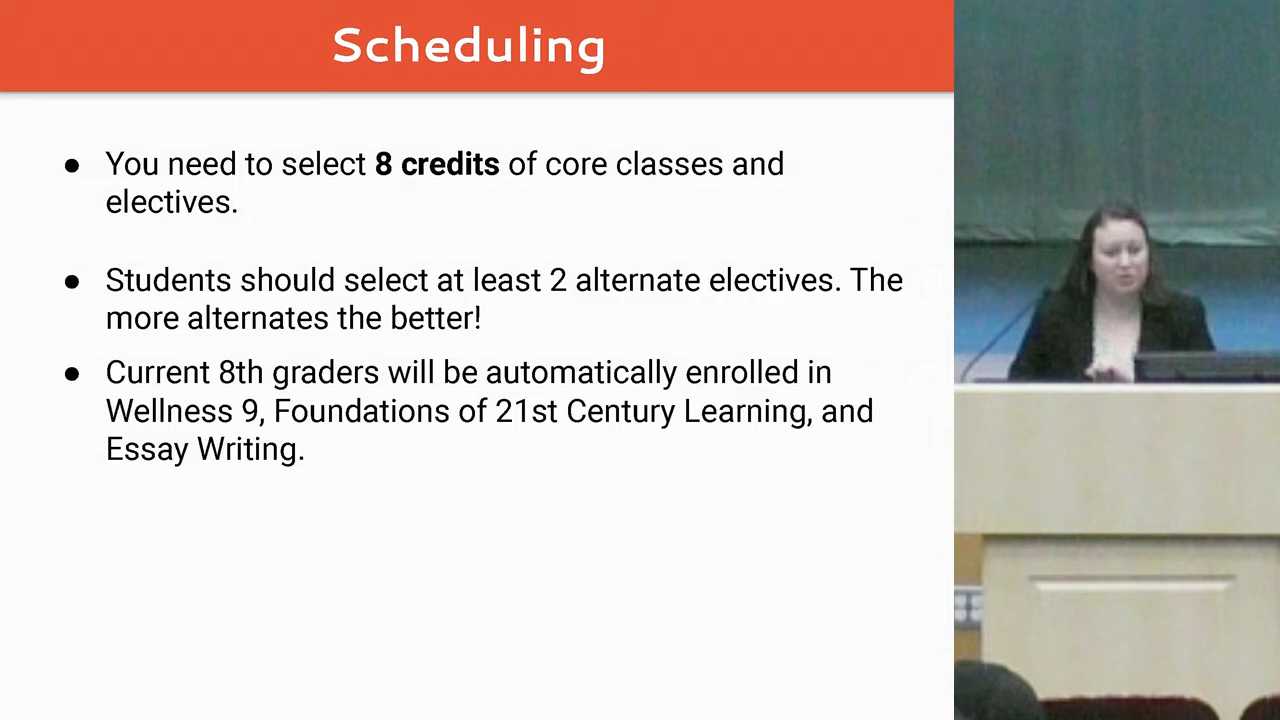 Scheduling
● You need to select 8 credits of core classes and
electives.
● Students should select at least 2 alternate electives. The
more alternates the better!
● Current 8th graders will be automatically enrolled in
Wellness 9, Foundations of 21st Century Learning, and
Essay Writing.